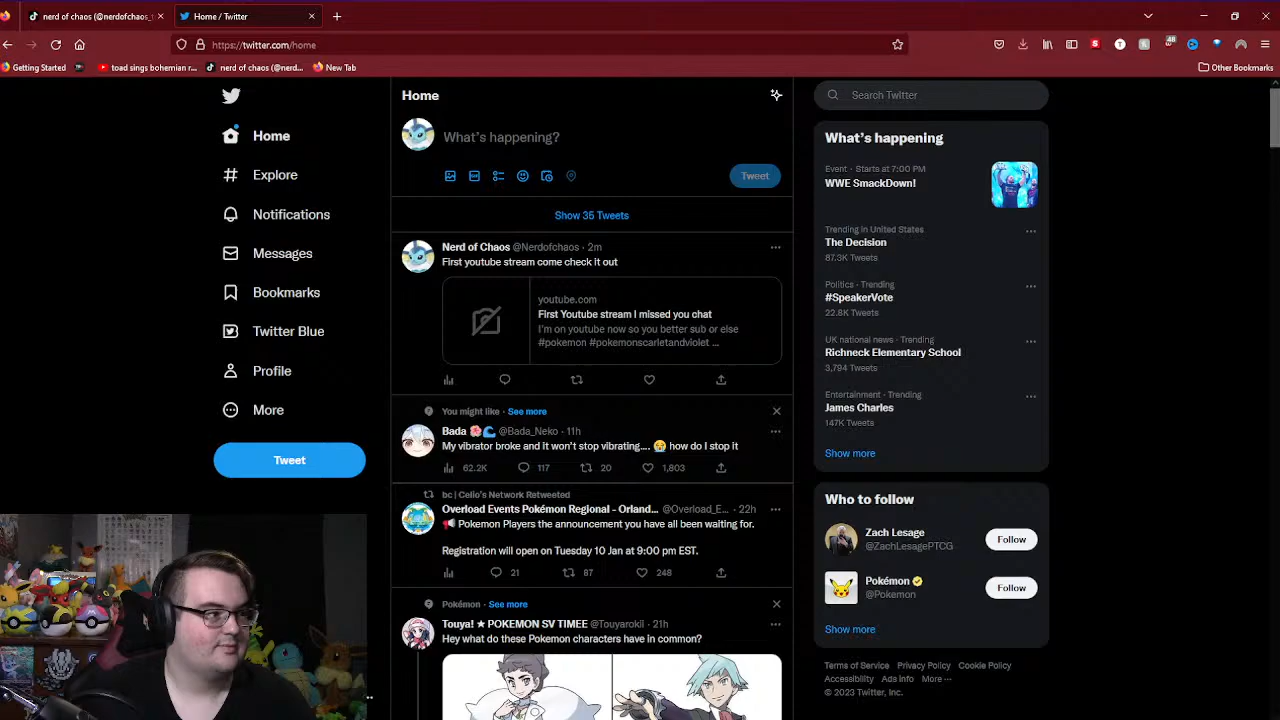 nerd of chaos (@nerdofchaos_t
Home / Twitter
https://twitter.com/home
48
Getting Started
toad sings bohemian r...
nerd of chaos (@nerd...
New Tab
Other Bookmarks
Home
Explore
Notifications
Messages
Bookmarks
Twitter Blue
Profile
More
Tweet
Home
What's happening?
Tweet
Show 35 Tweets
Nerd of Chaos @Nerdofchaos · 2m
First youtube stream come check it out
youtube.com
First Youtube stream I missed you chat
I'm on youtube now so you better sub or else
#pokemon #pokemonscarletandviolet ...
You might like · See more
Bada 🌸🌊 @Bada_Neko · 11h
My vibrator broke and it won't stop vibrating.... 😢 how do I stop it
62.2K 117 20 1,803
bc | Celio's Network Retweeted
Overload Events Pokémon Regional - Orland... @Overload_E... · 22h
📢 Pokemon Players the announcement you have all been waiting for.
Registration will open on Tuesday 10 Jan at 9:00 pm EST.
21 87 248
Pokémon · See more
Touya! ★ POKEMON SV TIMEE @Touyarokii · 21h
Hey what do these Pokemon characters have in common?
Search Twitter
What's happening
Event · Starts at 7:00 PM
WWE SmackDown!
Trending in United States
The Decision
87.3K Tweets
Politics · Trending
#SpeakerVote
22.8K Tweets
UK national news · Trending
Richneck Elementary School
3,794 Tweets
Entertainment · Trending
James Charles
147K Tweets
Show more
Who to follow
Zach Lesage
@ZachLesagePTCG
Follow
Pokémon
@Pokemon
Follow
Show more
Terms of Service Privacy Policy Cookie Policy
Accessibility Ads info More ···
© 2023 Twitter, Inc.